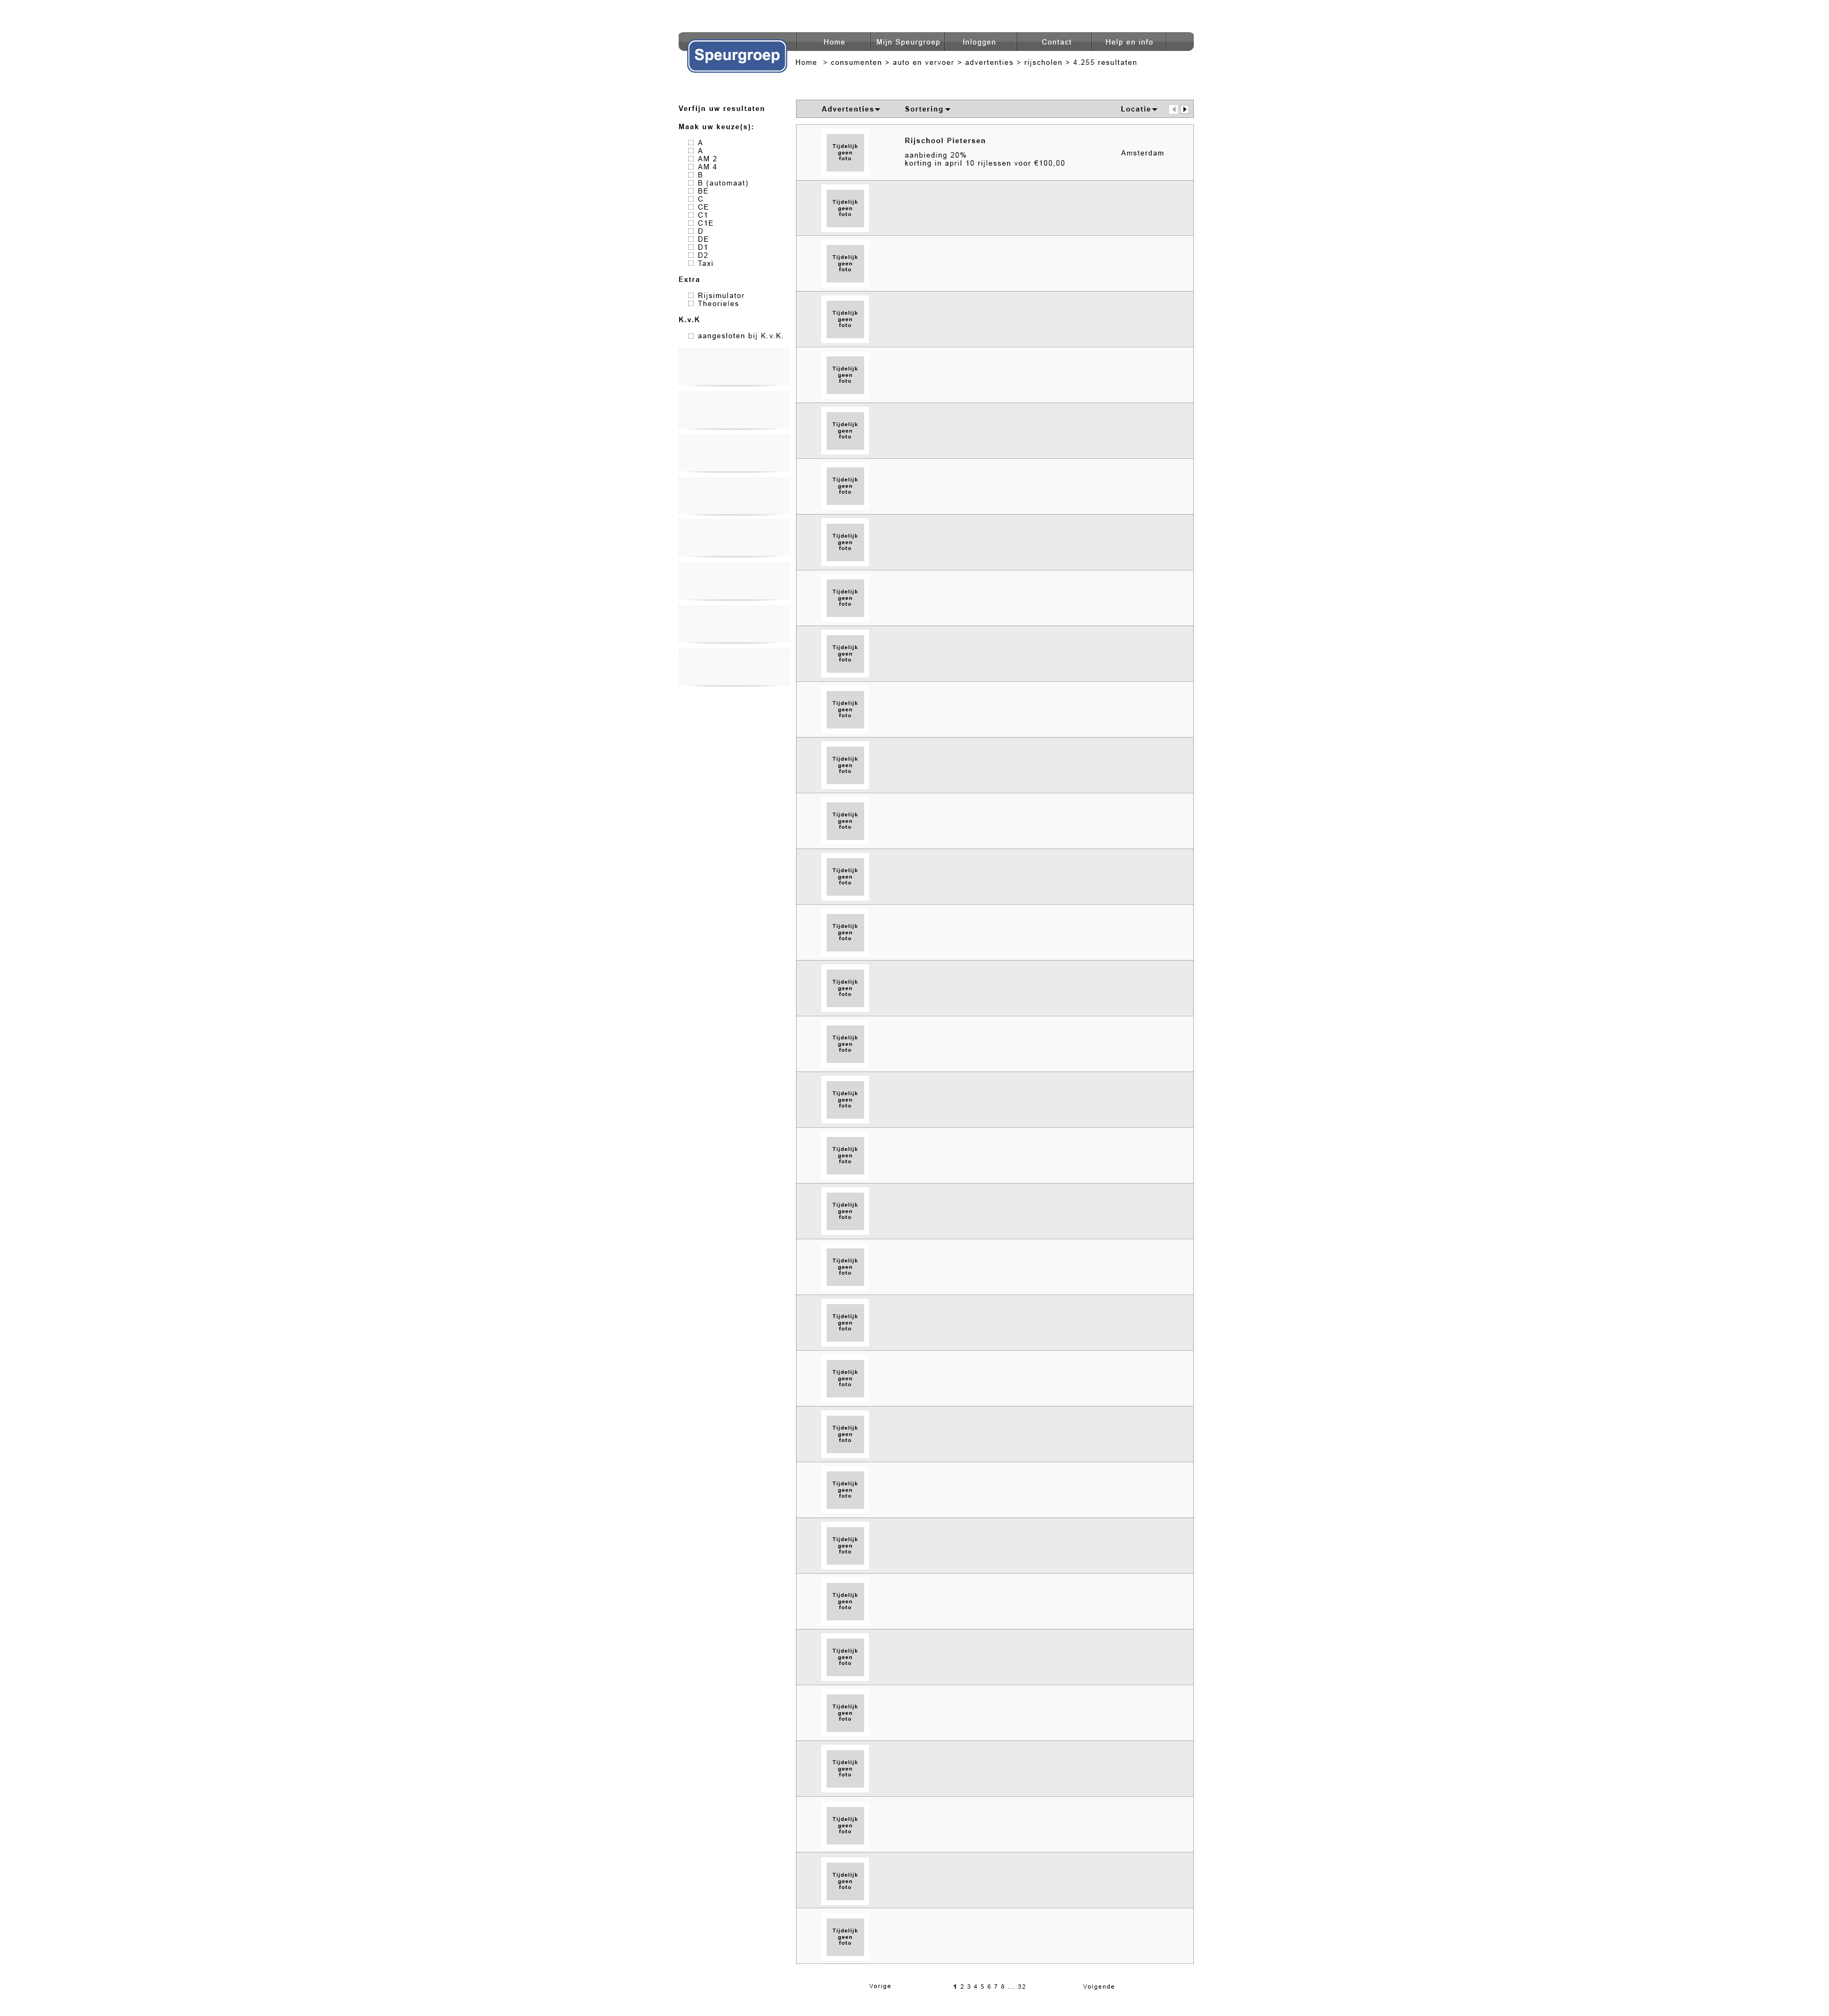 Home
Mijn Speurgroep
Inloggen
Contact
Help en info
Speurgroep
Home > consumenten > auto en vervoer > advertenties > rijscholen > 4.255 resultaten
Verfijn uw resultaten
Maak uw keuze(s):
A
A
AM 2
AM 4
B
B (automaat)
BE
C
CE
C1
C1E
D
DE
D1
D2
Taxi
Extra
Rijsimulator
Theorieles
K.v.K
aangesloten bij K.v.K.
Advertenties
Sortering
Locatie
Tijdelijk
geen
foto
Rijschool Pietersen
aanbieding 20%
korting in april 10 rijlessen voor €100,00
Amsterdam
Tijdelijk
geen
foto
Tijdelijk
geen
foto
Tijdelijk
geen
foto
Tijdelijk
geen
foto
Tijdelijk
geen
foto
Tijdelijk
geen
foto
Tijdelijk
geen
foto
Tijdelijk
geen
foto
Tijdelijk
geen
foto
Tijdelijk
geen
foto
Tijdelijk
geen
foto
Tijdelijk
geen
foto
Tijdelijk
geen
foto
Tijdelijk
geen
foto
Tijdelijk
geen
foto
Tijdelijk
geen
foto
Tijdelijk
geen
foto
Tijdelijk
geen
foto
Tijdelijk
geen
foto
Tijdelijk
geen
foto
Tijdelijk
geen
foto
Tijdelijk
geen
foto
Tijdelijk
geen
foto
Tijdelijk
geen
foto
Tijdelijk
geen
foto
Tijdelijk
geen
foto
Tijdelijk
geen
foto
Tijdelijk
geen
foto
Tijdelijk
geen
foto
Tijdelijk
geen
foto
Tijdelijk
geen
foto
Tijdelijk
geen
foto
Vorige
1 2 3 4 5 6 7 8 ... 32
Volgende